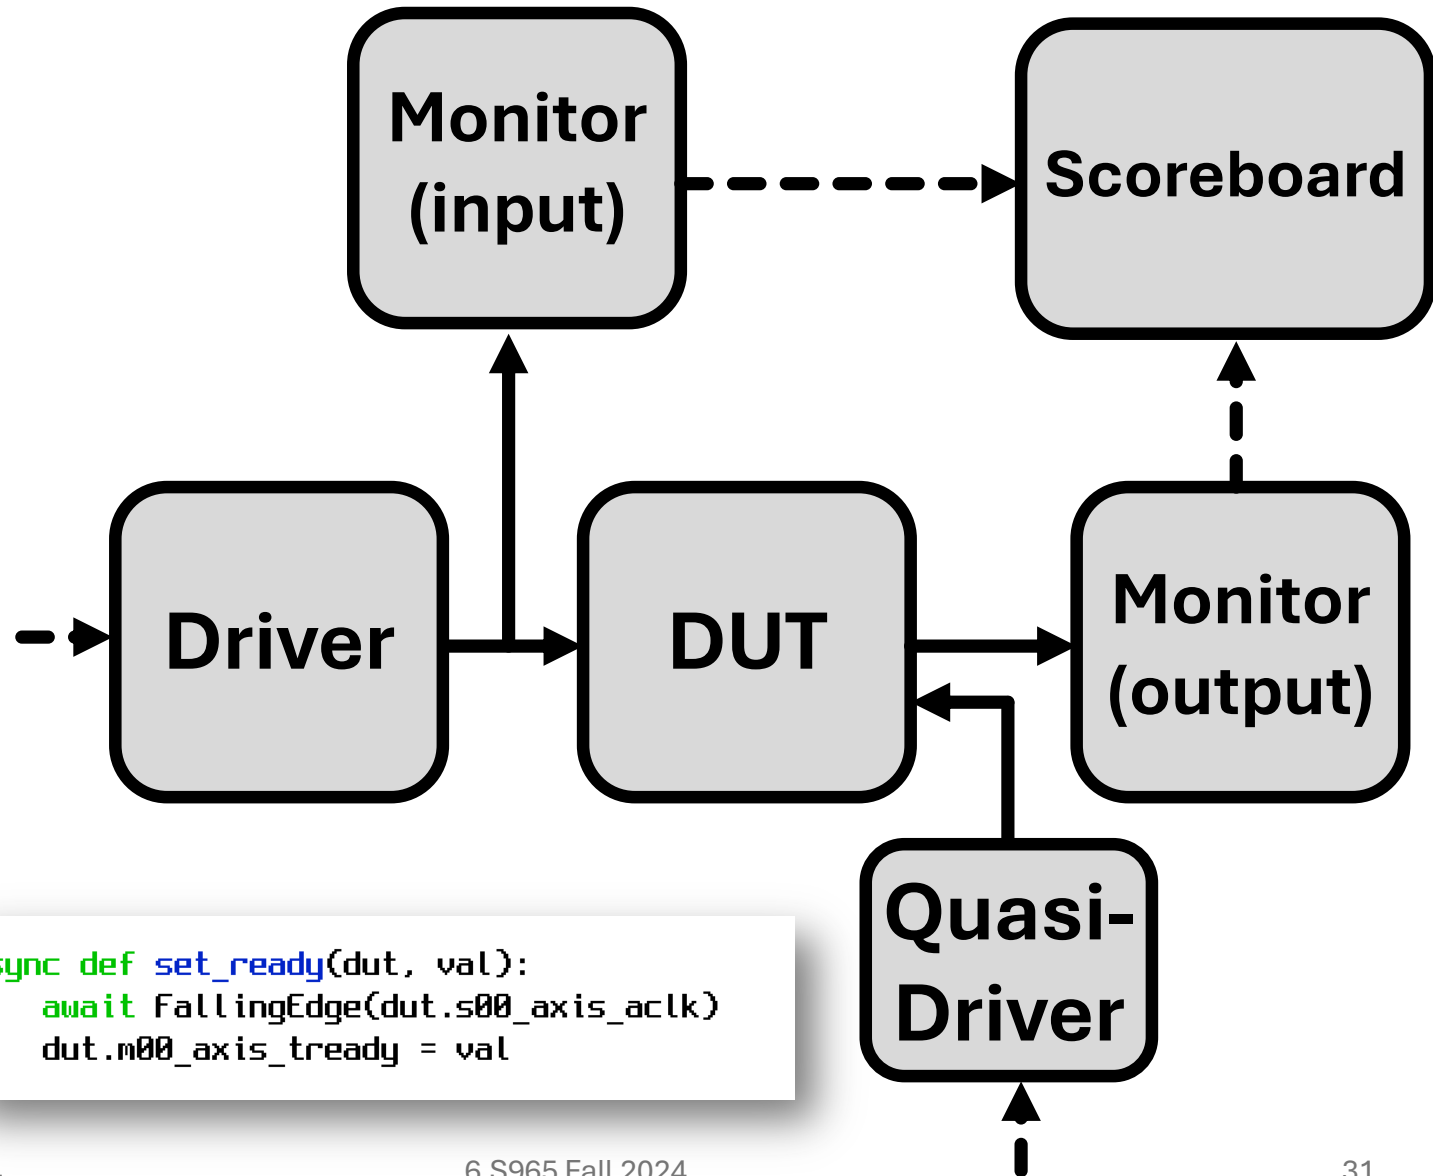 Monitor
(input)
Scoreboard
Driver
DUT
Monitor
(output)
Quasi-
Driver
sync def set_ready(dut, val):
await FallingEdge(dut.s00_axis_aclk)
dut.m00_axis_tready = val
6.S965 Fall 2024
31